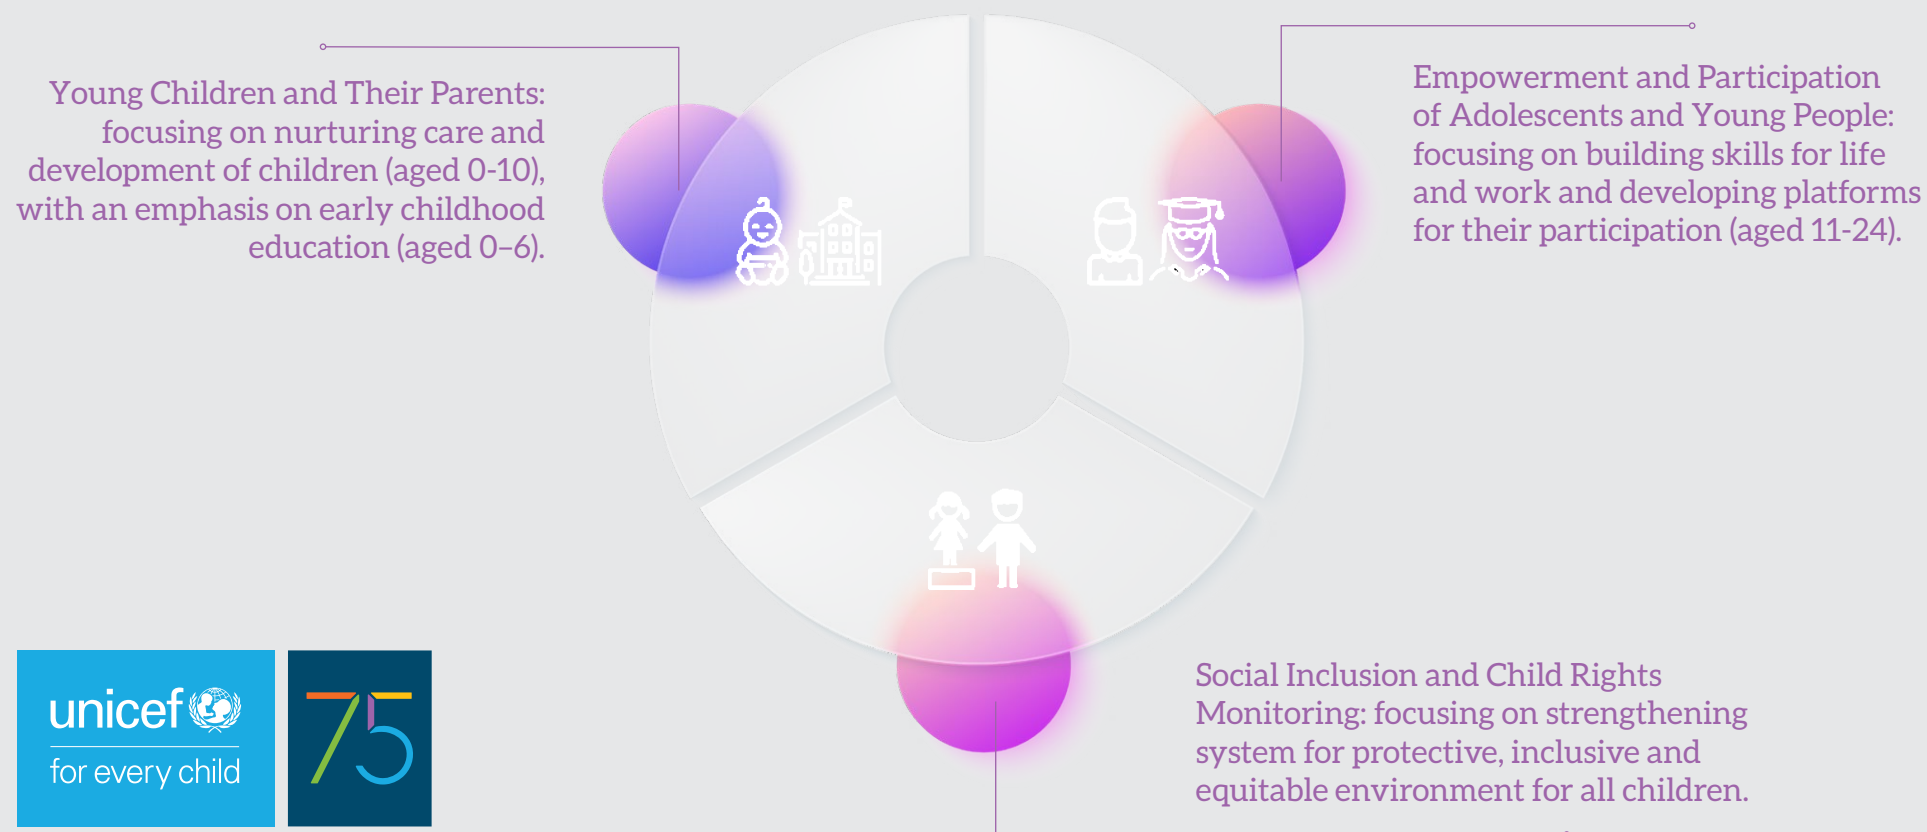 Young Children and Their Parents:
focusing on nurturing care and
development of children (aged 0-10),
with an emphasis on early childhood
education (aged 0–6).
Empowerment and Participation
of Adolescents and Young People:
focusing on building skills for life
and work and developing platforms
for their participation (aged 11-24).
Social Inclusion and Child Rights
Monitoring: focusing on strengthening
system for protective, inclusive and
equitable environment for all children.
unicef
for every child
75